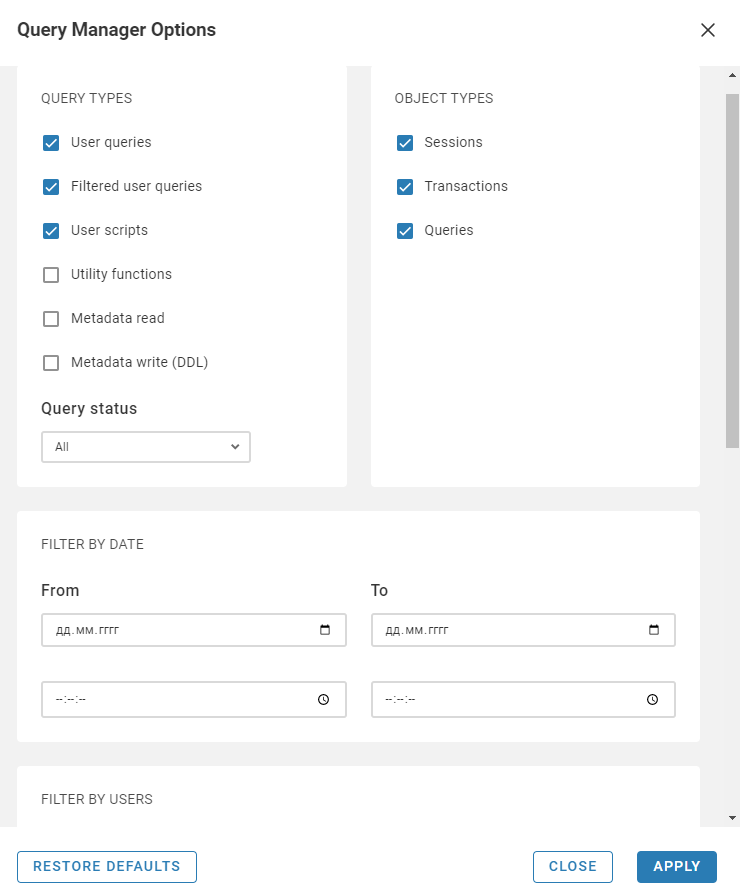 Query Manager Options
QUERY TYPES
User queries
Filtered user queries
User scripts
Utility functions
Metadata read
Metadata write (DDL)
Query status
All
OBJECT TYPES
Sessions
Transactions
Queries
FILTER BY DATE
From
To
дд.мм.гггг
дд.мм.гггг
--:--:--
--:--:--
FILTER BY USERS
RESTORE DEFAULTS
CLOSE
APPLY